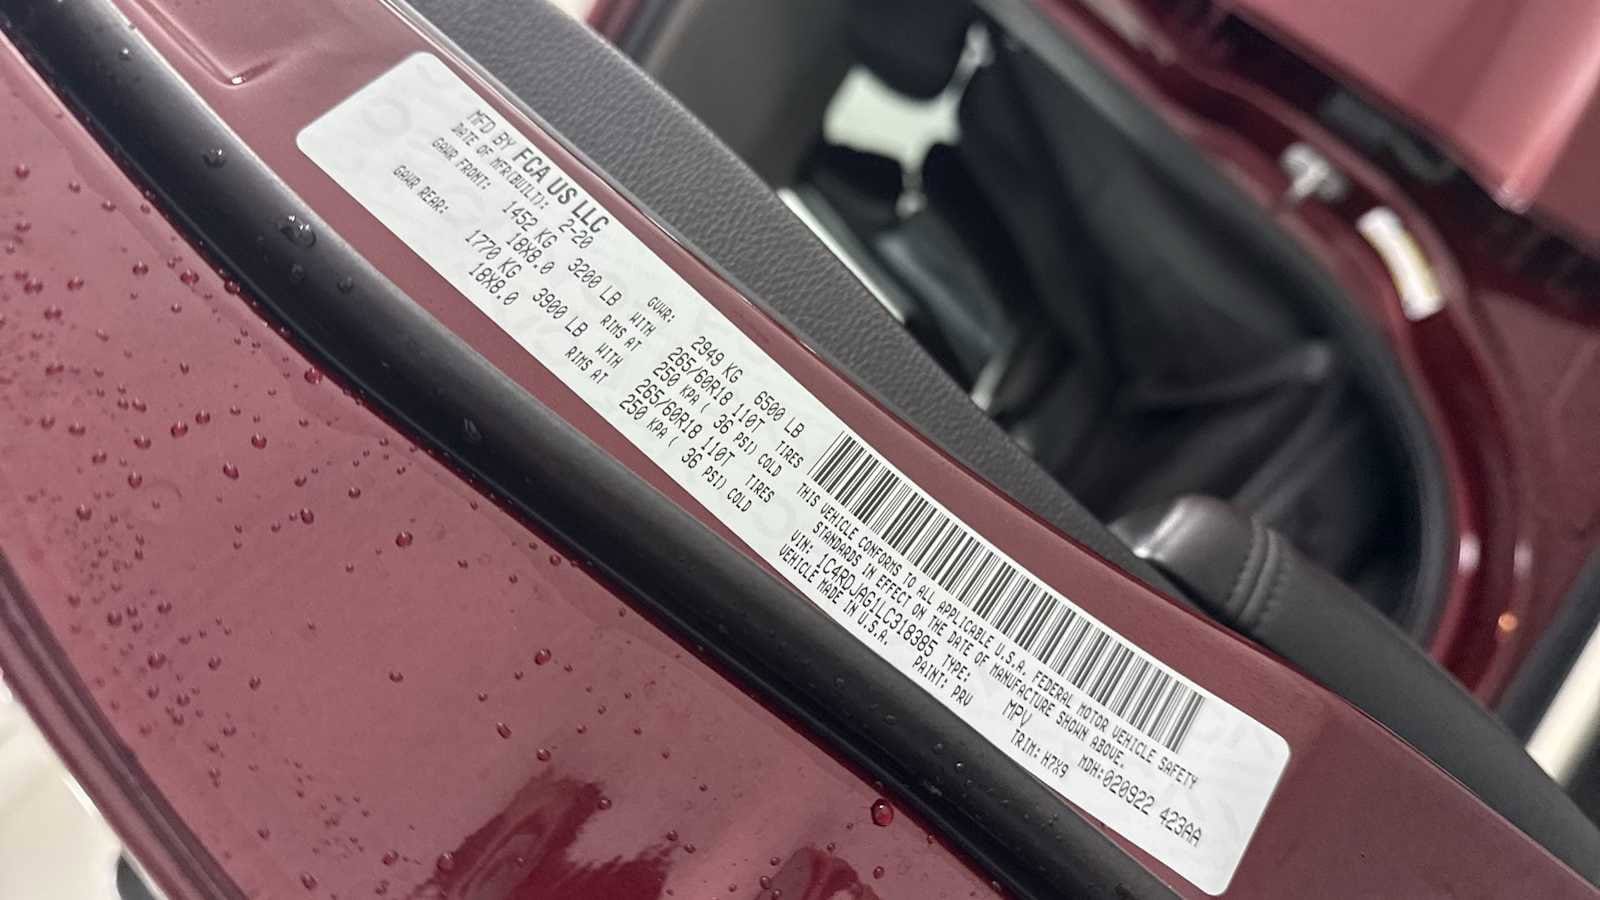 MFD BY FCA US LLC
DATE OF MFR(BUILT): 2-20 GVWR: 2949 KG 6500 LB
GAWR FRONT: 1452 KG 3200 LB WITH 265/60R18 110T TIRES
18X8.0 RIMS AT 250 KPA ( 36 PSI) COLD
GAWR REAR: 1770 KG 3900 LB WITH 265/60R18 110T TIRES
18X8.0 RIMS AT 250 KPA ( 36 PSI) COLD
THIS VEHICLE CONFORMS TO ALL APPLICABLE U.S.A. FEDERAL MOTOR VEHICLE SAFETY
STANDARDS IN EFFECT ON THE DATE OF MANUFACTURE SHOWN ABOVE.
VIN: 1C4RDJAG1LC318385 TYPE: MPV MDH:020922 423AA
VEHICLE MADE IN U.S.A. PAINT: PRV TRIM: H7X9